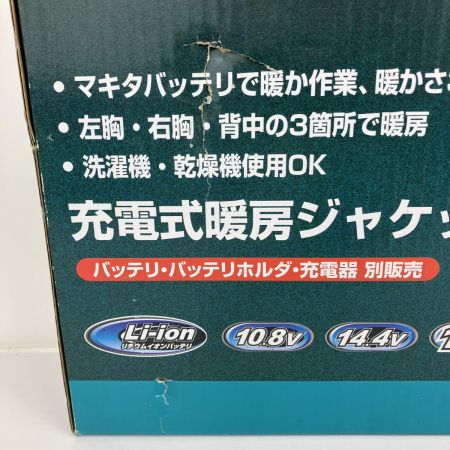 • マキタバッテリで暖か作業、暖かさ
• 左胸・右胸・背中の3箇所で暖房
• 洗濯機・乾燥機使用OK
充電式暖房ジャケッ
バッテリ・バッテリホルダ・充電器 別販売
Li-ion 10.8V 14.4V
リチウムイオンバッテリ